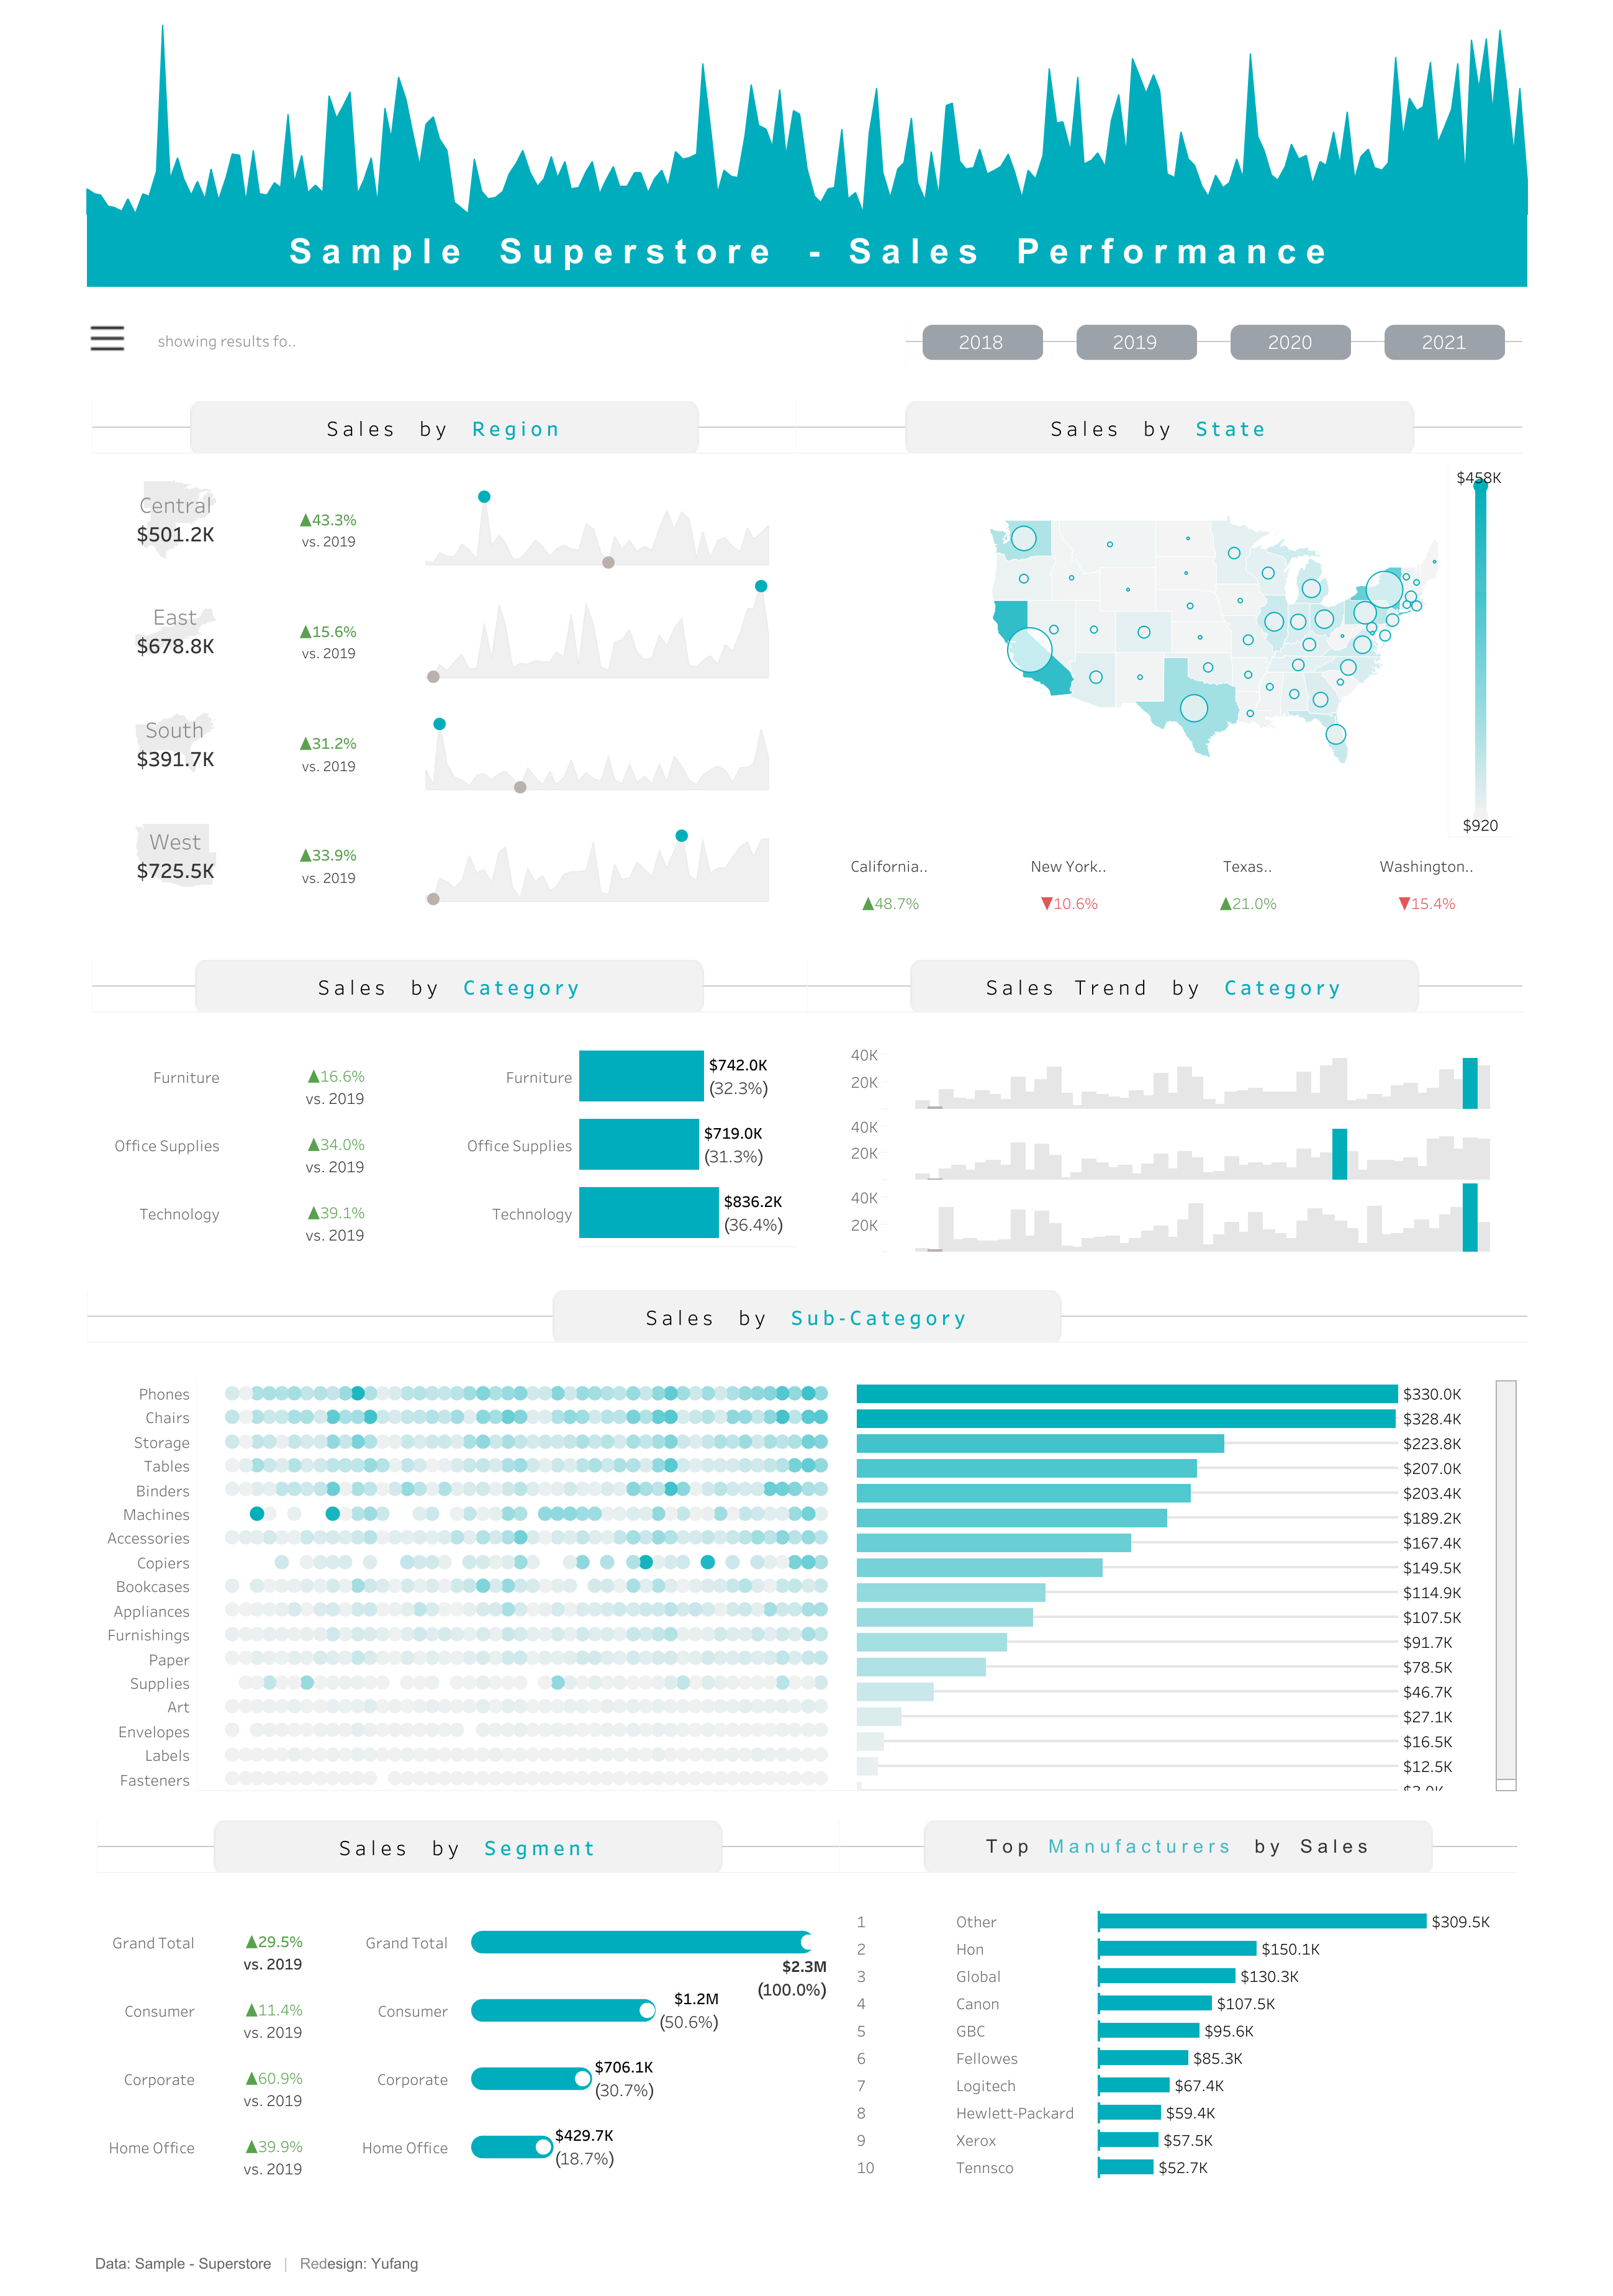 Sample Superstore - Sales Performance
showing results fo..
2018 2019 2020 2021
Sales by Region
Central
$501.2K
▲43.3%
vs. 2019
East
$678.8K
▲15.6%
vs. 2019
South
$391.7K
▲31.2%
vs. 2019
West
$725.5K
▲33.9%
vs. 2019
Sales by State
$458K
$920
California.. New York.. Texas.. Washington..
▲48.7% ▼10.6% ▲21.0% ▼15.4%
Sales by Category
Furniture
▲16.6%
vs. 2019
Furniture
$742.0K
(32.3%)
Office Supplies
▲34.0%
vs. 2019
Office Supplies
$719.0K
(31.3%)
Technology
▲39.1%
vs. 2019
Technology
$836.2K
(36.4%)
Sales Trend by Category
40K
20K
40K
20K
40K
20K
Sales by Sub-Category
Phones $330.0K
Chairs $328.4K
Storage $223.8K
Tables $207.0K
Binders $203.4K
Machines $189.2K
Accessories $167.4K
Copiers $149.5K
Bookcases $114.9K
Appliances $107.5K
Furnishings $91.7K
Paper $78.5K
Supplies $46.7K
Art $27.1K
Envelopes $16.5K
Labels $12.5K
Fasteners
Sales by Segment
Grand Total
▲29.5%
vs. 2019
Grand Total
$2.3M
(100.0%)
Consumer
▲11.4%
vs. 2019
Consumer
$1.2M
(50.6%)
Corporate
▲60.9%
vs. 2019
Corporate
$706.1K
(30.7%)
Home Office
▲39.9%
vs. 2019
Home Office
$429.7K
(18.7%)
Top Manufacturers by Sales
1 Other $309.5K
2 Hon $150.1K
3 Global $130.3K
4 Canon $107.5K
5 GBC $95.6K
6 Fellowes $85.3K
7 Logitech $67.4K
8 Hewlett-Packard $59.4K
9 Xerox $57.5K
10 Tennsco $52.7K
Data: Sample - Superstore | Redesign: Yufang